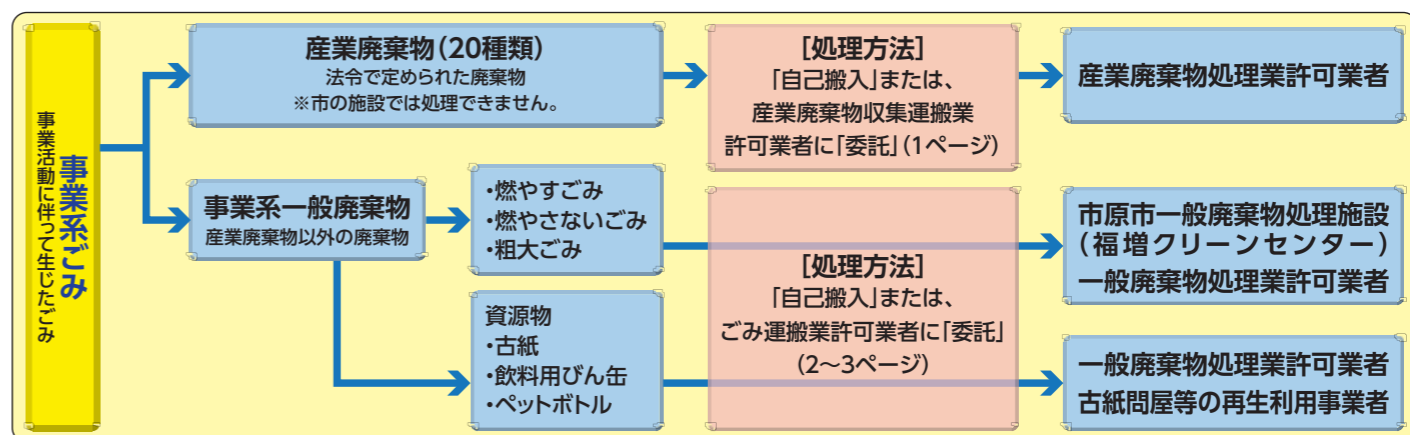 事業系ごみ
事業活動に伴って生じたごみ
産業廃棄物（20種類）
法令で定められた廃棄物
※市の施設では処理できません。
［処理方法］
「自己搬入」または、
産業廃棄物収集運搬業
許可業者に「委託」（1ページ）
産業廃棄物処理業許可業者
事業系一般廃棄物
産業廃棄物以外の廃棄物
・燃やすごみ
・燃やさないごみ
・粗大ごみ
資源物
・古紙
・飲料用びん缶
・ペットボトル
［処理方法］
「自己搬入」または、
ごみ運搬業許可業者に「委託」
（2～3ページ）
市原市一般廃棄物処理施設
（福増クリーンセンター）
一般廃棄物処理業許可業者
一般廃棄物処理業許可業者
古紙問屋等の再生利用事業者